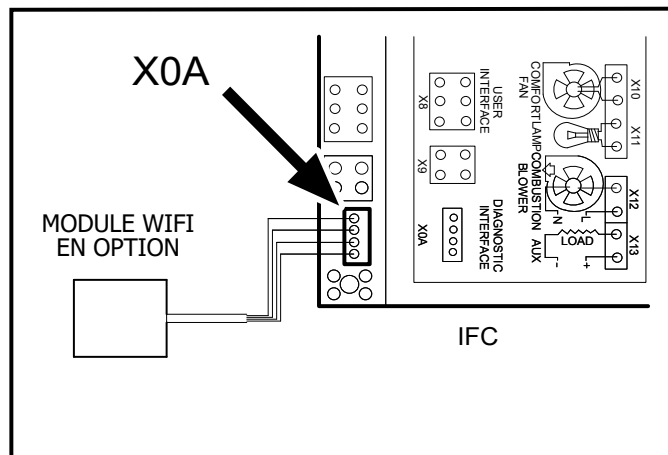 X0A
MODULE WIFI
EN OPTION
X8
USER
INTERFACE
X9
X0A
DIAGNOSTIC
INTERFACE
COMFORT
FAN
X10
LAMP
X11
COMBUSTION
BLOWER
N
L
X12
AUX
LOAD
-
+
X13
IFC